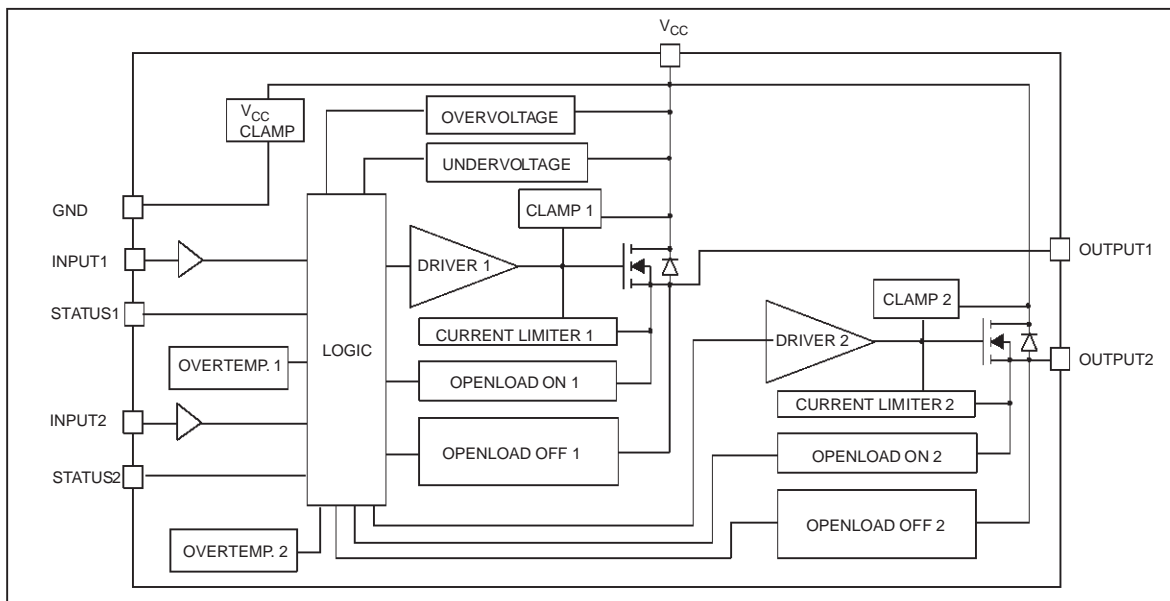 VCC
VCC
CLAMP
OVERVOLTAGE
UNDERVOLTAGE
GND
CLAMP 1
INPUT1
DRIVER 1
OUTPUT1
STATUS1
CLAMP 2
CURRENT LIMITER 1
LOGIC
DRIVER 2
OUTPUT2
OVERTEMP. 1
OPENLOAD ON 1
CURRENT LIMITER 2
INPUT2
OPENLOAD OFF 1
OPENLOAD ON 2
STATUS2
OPENLOAD OFF 2
OVERTEMP. 2